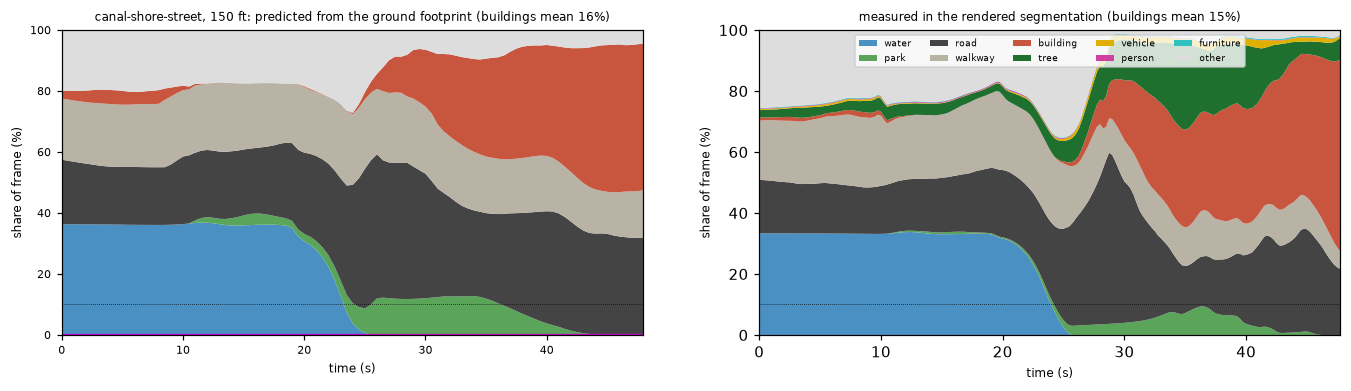 canal-shore-street, 150 ft: predicted from the ground footprint (buildings mean 16%)
share of frame (%)
100
80
60
40
20
0
0
10
20
30
40
time (s)
measured in the rendered segmentation (buildings mean 15%)
share of frame (%)
100
80
60
40
20
0
water
road
building
vehicle
furniture
park
walkway
tree
person
other
0
10
20
30
40
time (s)